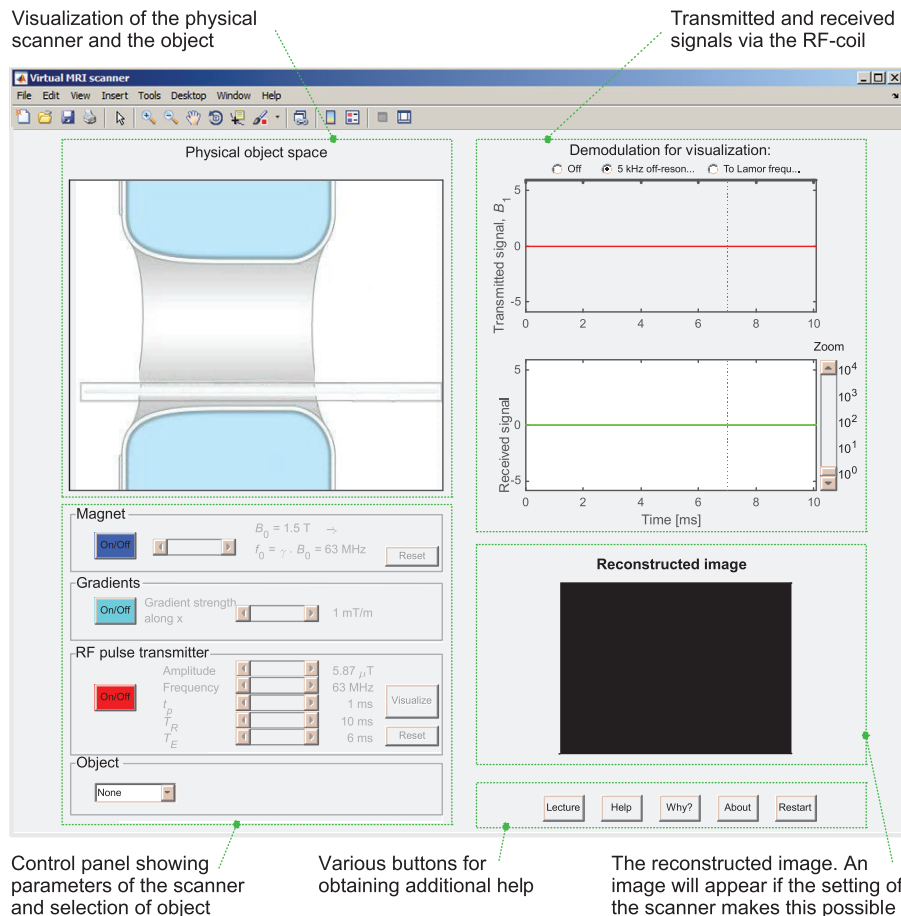 Visualization of the physical
scanner and the object
Transmitted and received
signals via the RF-coil
Virtual MRI scanner
File Edit View Insert Tools Desktop Window Help
Physical object space
Demodulation for visualization:
Off 5 kHz off-reson... To Lamor frequ...
Transmitted signal, B1
5
0
-5
0 2 4 6 8 10
Zoom
Received signal
5
0
-5
10^4
10^3
10^2
10^1
10^0
0 2 4 6 8 10
Time [ms]
Magnet
On/Off
B0 = 1.5 T →
f0 = γ · B0 = 63 MHz
Reset
Gradients
On/Off
Gradient strength
along x
1 mT/m
RF pulse transmitter
On/Off
Amplitude 5.87 μT
Frequency 63 MHz
tp 1 ms
TR 10 ms
TE 6 ms
Visualize
Reset
Object
None
Reconstructed image
Lecture Help Why? About Restart
Control panel showing
parameters of the scanner
and selection of object
Various buttons for
obtaining additional help
The reconstructed image. An
image will appear if the setting of
the scanner makes this possible